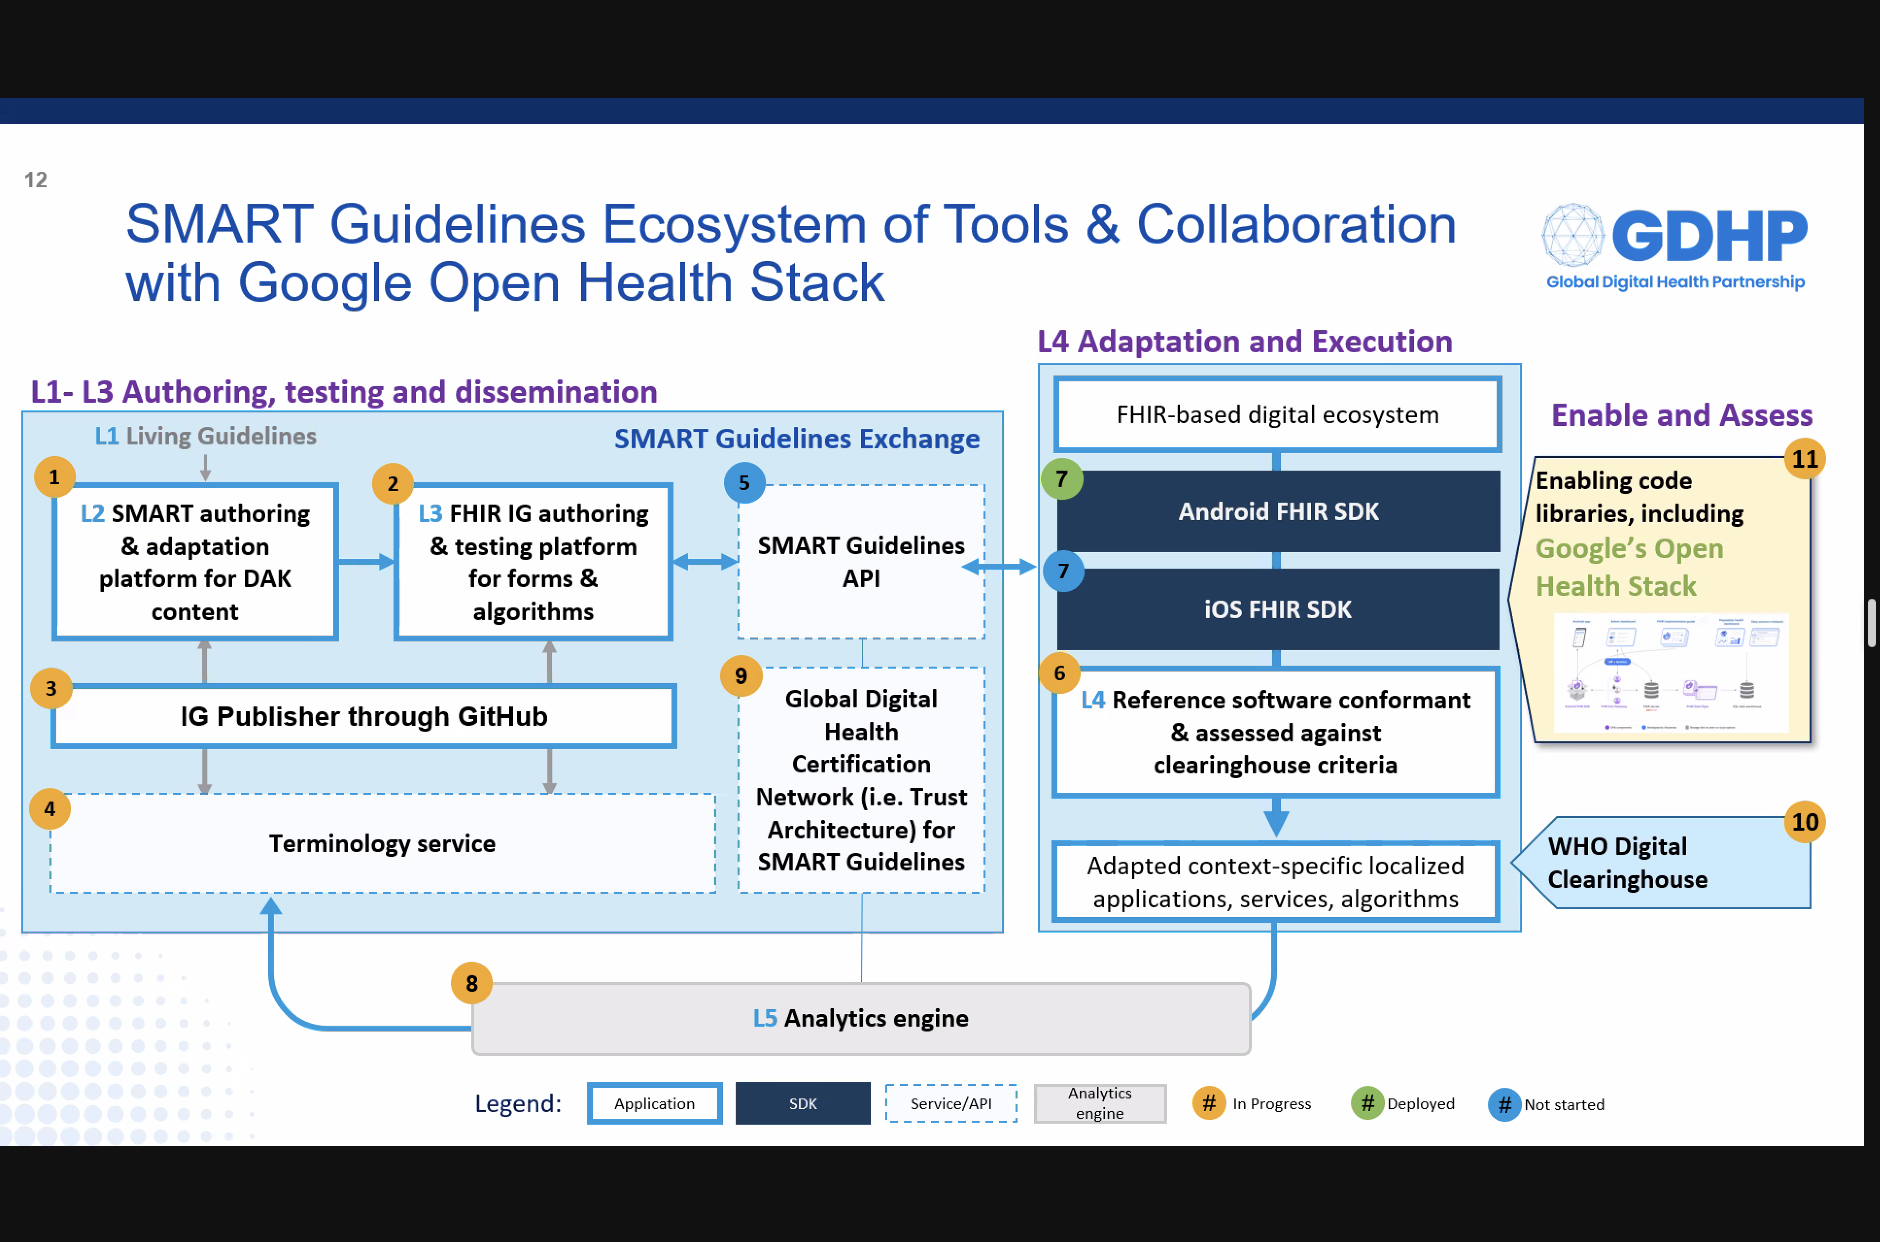 12
SMART Guidelines Ecosystem of Tools & Collaboration
with Google Open Health Stack
GDHP
Global Digital Health Partnership
L1- L3 Authoring, testing and dissemination
L1 Living Guidelines
SMART Guidelines Exchange
1
L2 SMART authoring
& adaptation
platform for DAK
content
2
L3 FHIR IG authoring
& testing platform
for forms &
algorithms
5
SMART Guidelines
API
3
IG Publisher through GitHub
4
Terminology service
9
Global Digital
Health
Certification
Network (i.e. Trust
Architecture) for
SMART Guidelines
L4 Adaptation and Execution
FHIR-based digital ecosystem
7
Android FHIR SDK
7
iOS FHIR SDK
6
L4 Reference software conformant
& assessed against
clearinghouse criteria
Adapted context-specific localized
applications, services, algorithms
Enable and Assess
11
Enabling code
libraries, including
Google's Open
Health Stack
10
WHO Digital
Clearinghouse
8
L5 Analytics engine
Legend:
Application
SDK
Service/API
Analytics
engine
# In Progress
# Deployed
# Not started